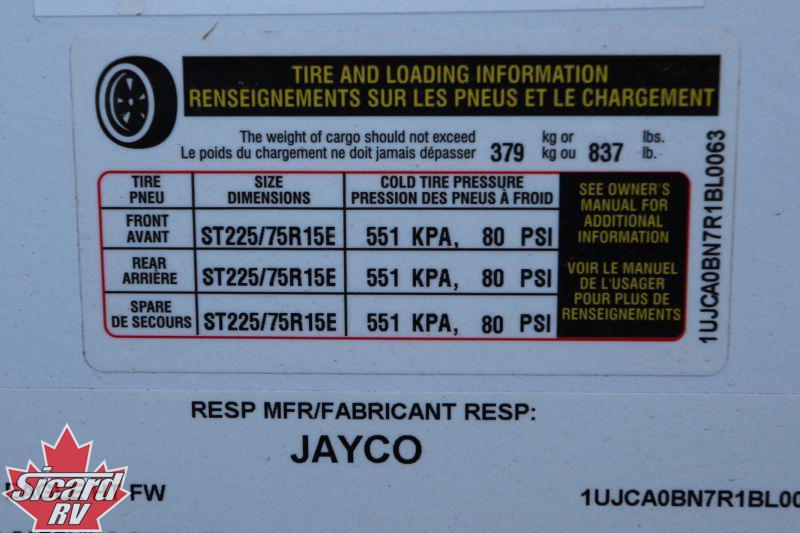 TIRE AND LOADING INFORMATION
RENSEIGNEMENTS SUR LES PNEUS ET LE CHARGEMENT
The weight of cargo should not exceed 379 kg or 837 lbs.
Le poids du chargement ne doit jamais dépasser kg ou lb.
TIRE SIZE COLD TIRE PRESSURE
PNEU DIMENSIONS PRESSION DES PNEUS À FROID
FRONT
AVANT ST225/75R15E 551 KPA, 80 PSI
REAR
ARRIÈRE ST225/75R15E 551 KPA, 80 PSI
SPARE
DE SECOURS ST225/75R15E 551 KPA, 80 PSI
SEE OWNER'S
MANUAL FOR
ADDITIONAL
INFORMATION
VOIR LE MANUEL
DE L'USAGER
POUR PLUS DE
RENSEIGNEMENTS
1UJCA0BN7R1BL0063
RESP MFR/FABRICANT RESP:
JAYCO
FW 1UJCA0BN7R1BL00
Sicard
RV